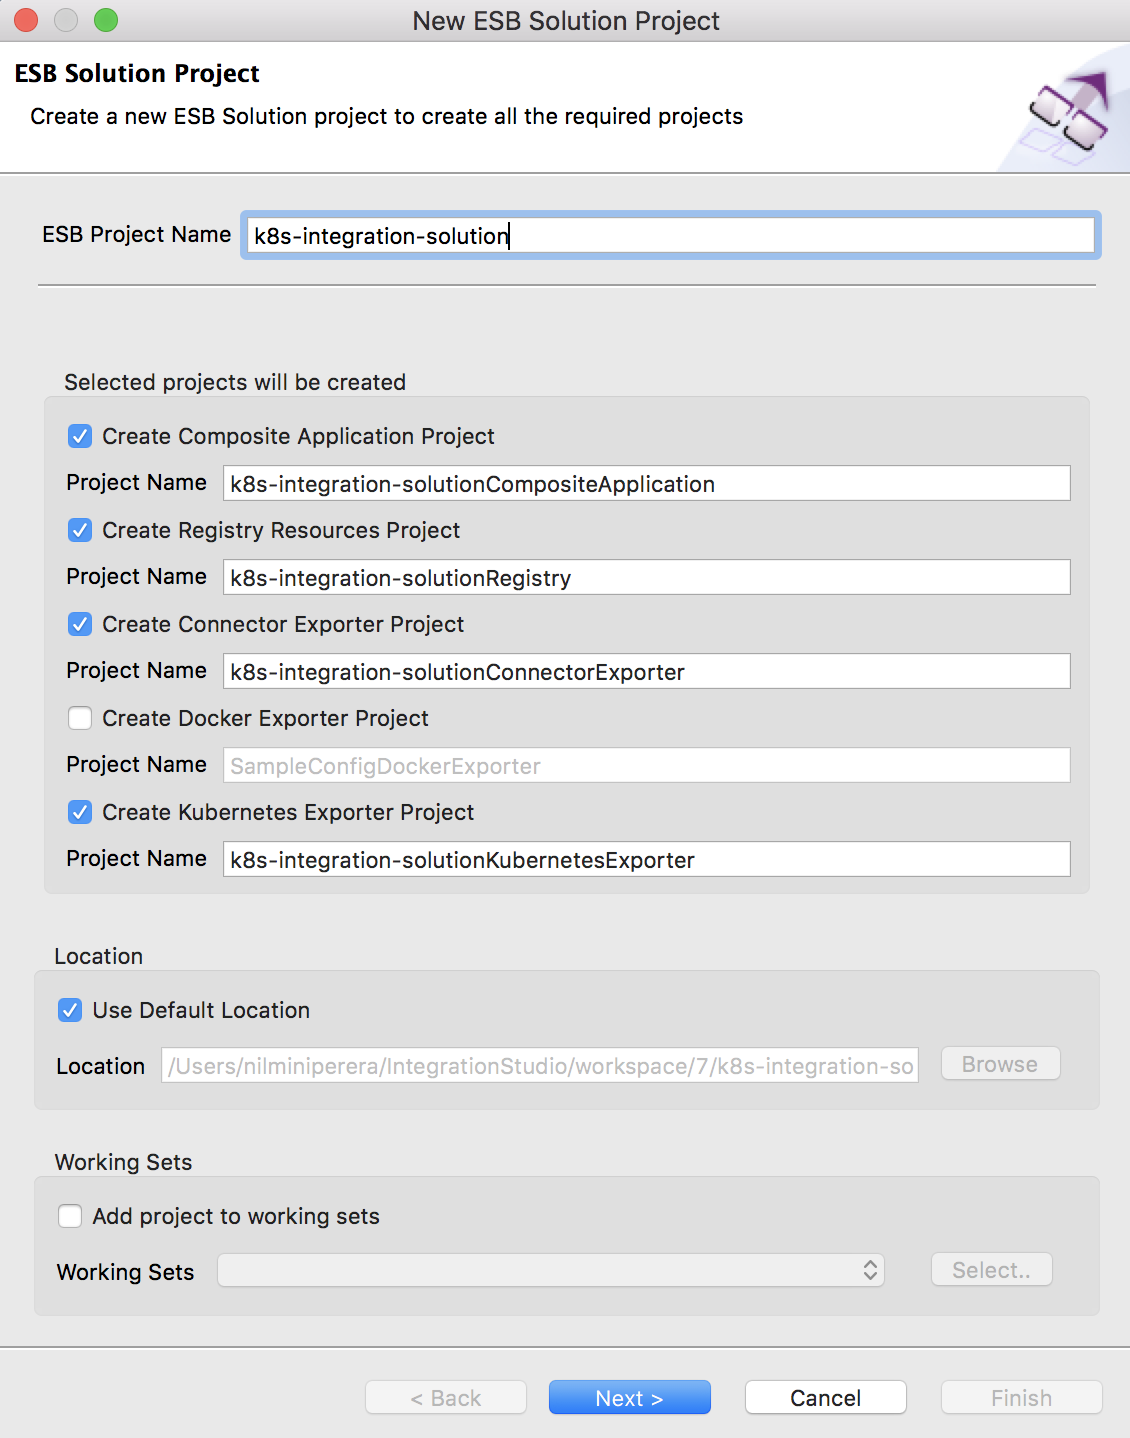 New ESB Solution Project
ESB Solution Project
Create a new ESB Solution project to create all the required projects
ESB Project Name k8s-integration-solution
Selected projects will be created
Create Composite Application Project
Project Name k8s-integration-solutionCompositeApplication
Create Registry Resources Project
Project Name k8s-integration-solutionRegistry
Create Connector Exporter Project
Project Name k8s-integration-solutionConnectorExporter
Create Docker Exporter Project
Project Name SampleConfigDockerExporter
Create Kubernetes Exporter Project
Project Name k8s-integration-solutionKubernetesExporter
Location
Use Default Location
Location /Users/nilminiperera/IntegrationStudio/workspace/7/k8s-integration-so Browse
Working Sets
Add project to working sets
Working Sets Select..
< Back Next > Cancel Finish